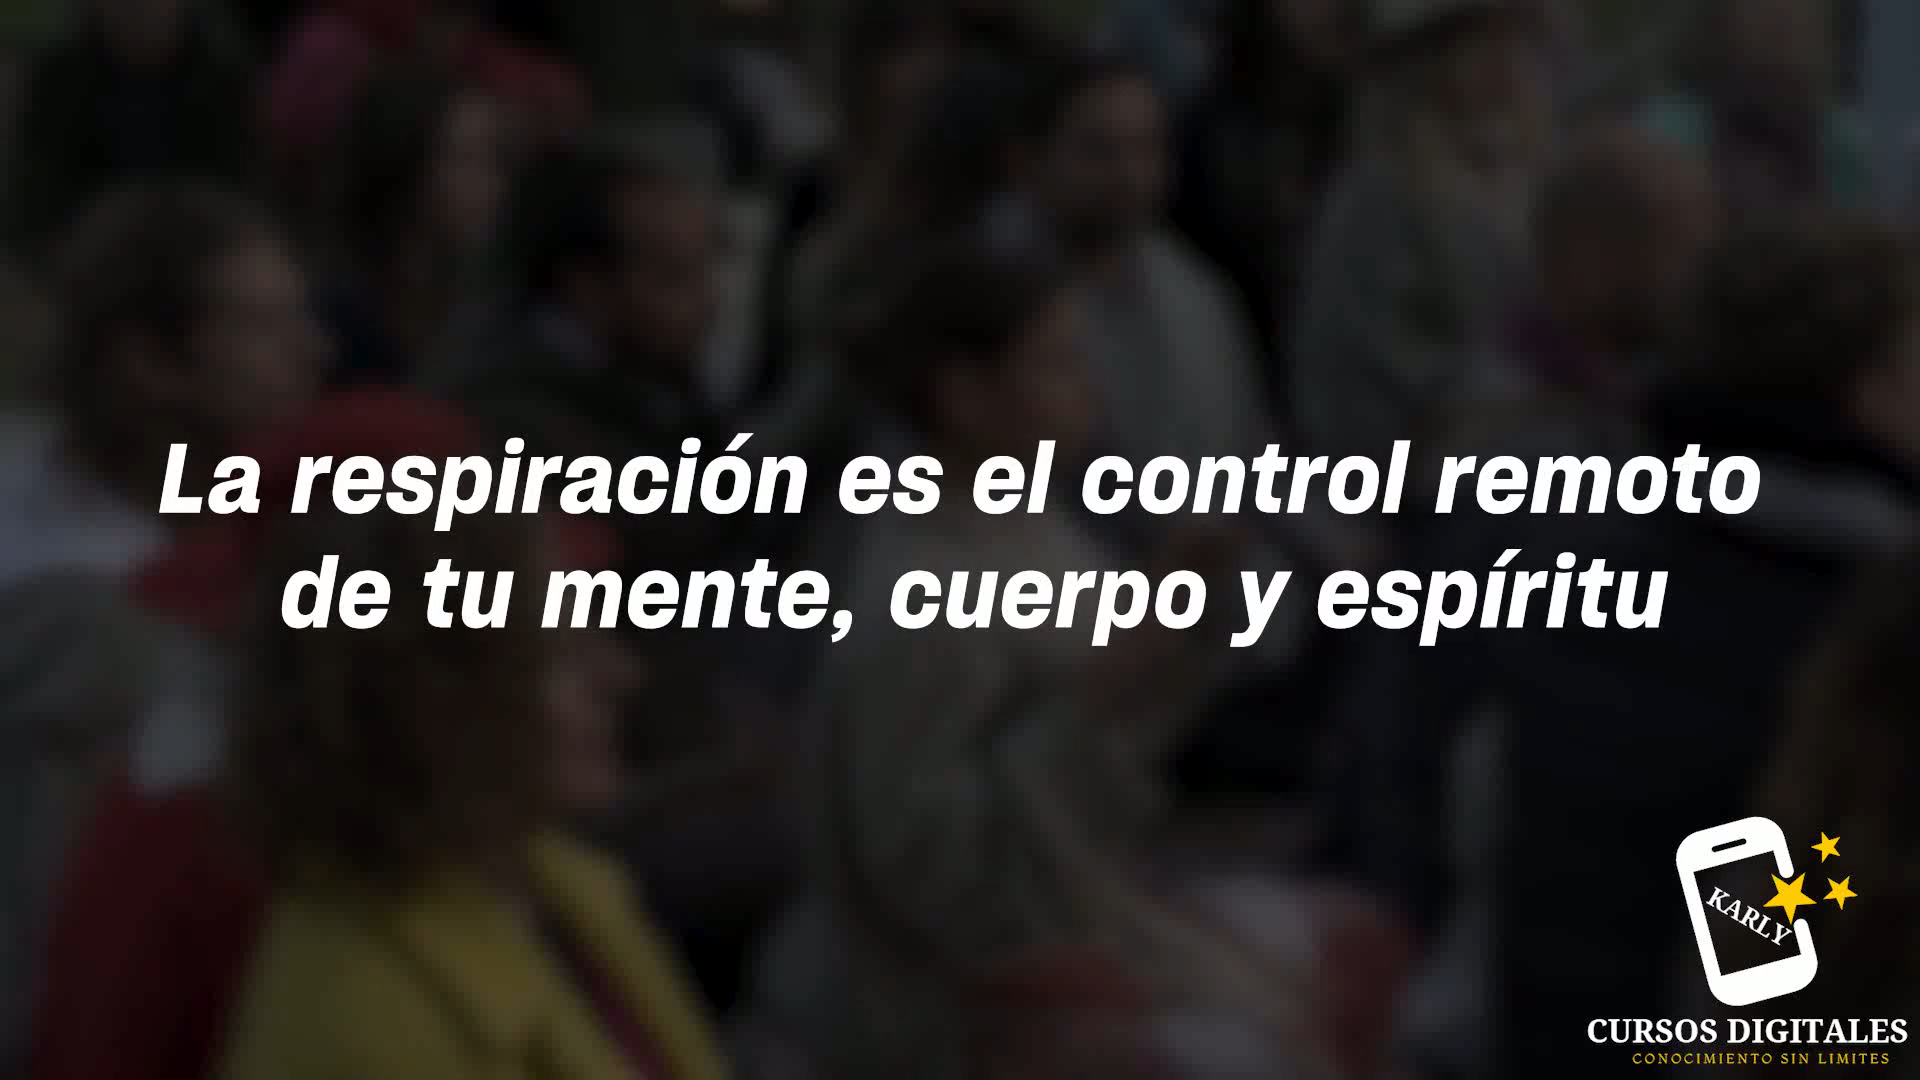 La respiración es el control remoto
de tu mente, cuerpo y espíritu
KARLY
CURSOS DIGITALES
CONOCIMIENTO SIN LIMITES